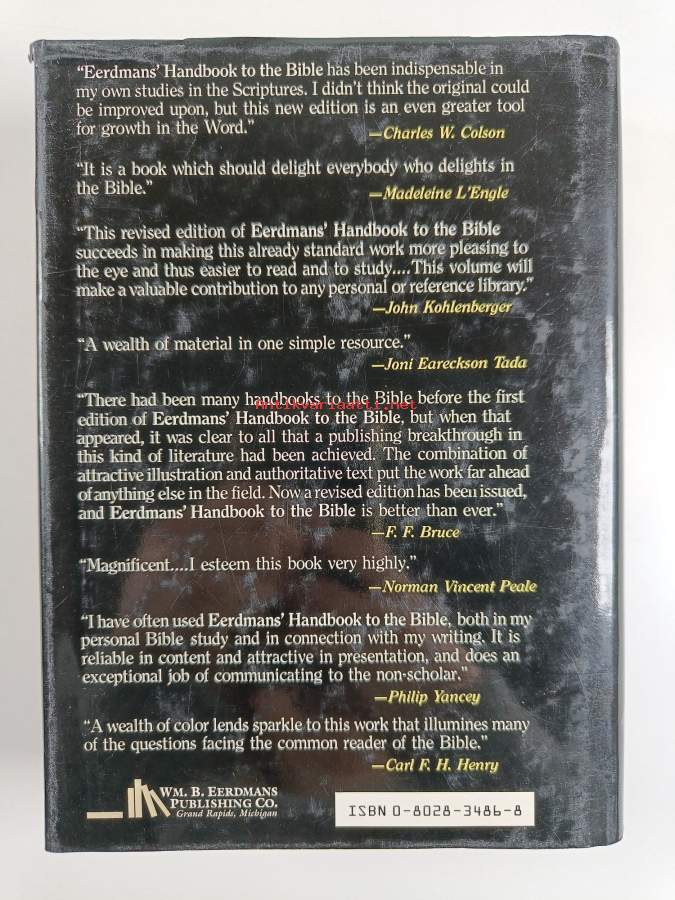 “Eerdmans’ Handbook to the Bible has been indispensable in
my own studies in the Scriptures. I didn’t think the original could
be improved upon, but this new edition is an even greater tool
for growth in the Word.”
—Charles W. Colson
“It is a book which should delight everybody who delights in
the Bible.”
—Madeleine L’Engle
“This revised edition of Eerdmans’ Handbook to the Bible
succeeds in making this already standard work more pleasing to
the eye and thus easier to read and to study....This volume will
make a valuable contribution to any personal or reference library.”
—John Kohlenberger
“A wealth of material in one simple resource.”
—Joni Eareckson Tada
“There had been many handbooks to the Bible before the first
Antikvariaatti.net
edition of Eerdmans’ Handbook to the Bible, but when that
appeared, it was clear to all that a publishing breakthrough in
this kind of literature had been achieved. The combination of
attractive illustration and authoritative text put the work far ahead
of anything else in the field. Now a revised edition has been issued,
and Eerdmans’ Handbook to the Bible is better than ever.”
—F. F. Bruce
“Magnificent....I esteem this book very highly.”
—Norman Vincent Peale
“I have often used Eerdmans’ Handbook to the Bible, both in my
personal Bible study and in connection with my writing. It is
reliable in content and attractive in presentation, and does an
exceptional job of communicating to the non-scholar.”
—Philip Yancey
“A wealth of color lends sparkle to this work that illumines many
of the questions facing the common reader of the Bible.”
—Carl F. H. Henry
WM. B. EERDMANS
PUBLISHING CO.
Grand Rapids, Michigan
ISBN 0-8028-3486-8